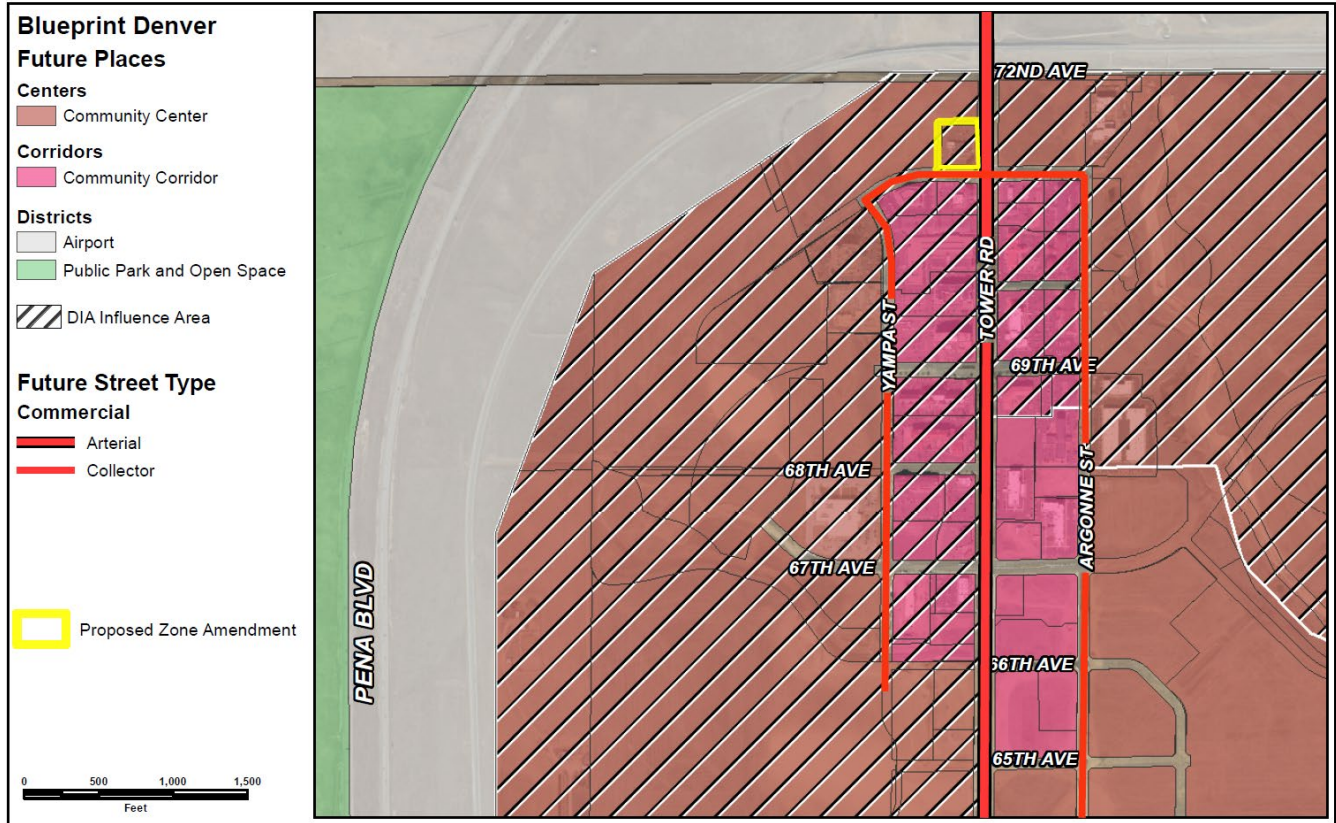 Blueprint Denver
Future Places
Centers
Community Center
Corridors
Community Corridor
Districts
Airport
Public Park and Open Space
DIA Influence Area
Future Street Type
Commercial
Arterial
Collector
Proposed Zone Amendment
0 500 1,000 1,500
Feet
72ND AVE
TOWER RD
YAMPA ST
69TH AVE
68TH AVE
ARGONNE ST
67TH AVE
PENA BLVD
66TH AVE
65TH AVE